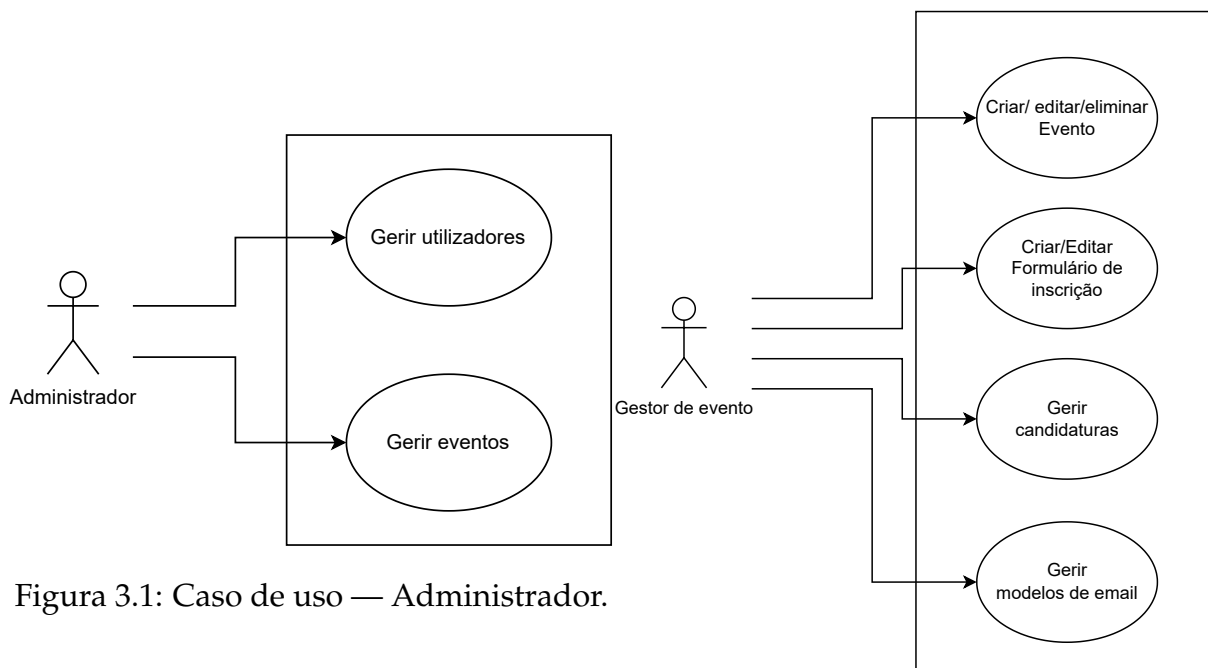 Gerir utilizadores
Administrador
Gerir eventos
Figura 3.1: Caso de uso — Administrador.
Criar/ editar/eliminar
Evento
Criar/Editar
Formulário de
inscrição
Gestor de evento
Gerir
candidaturas
Gerir
modelos de email